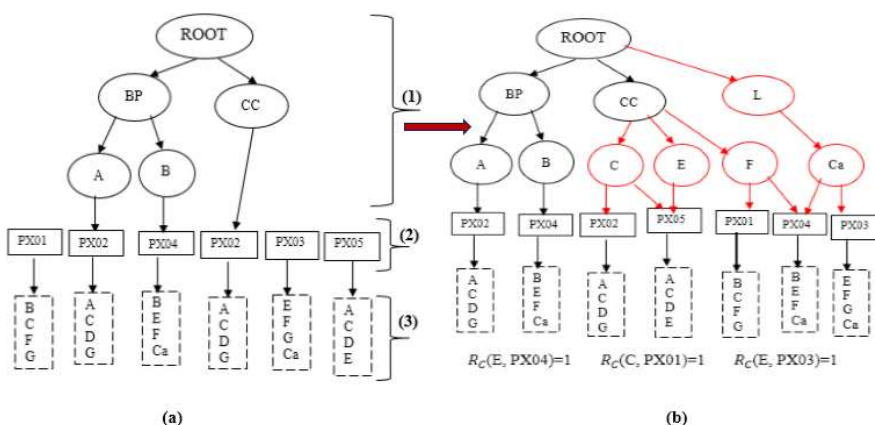 ROOT
BP
CC
A
B
(1)
PX01
PX02
PX04
PX02
PX03
PX05
(2)
B
C
F
G
A
C
D
G
B
E
F
Ca
A
C
D
G
E
F
G
Ca
A
C
D
E
(3)
(a)
ROOT
BP
CC
L
A
B
C
E
F
Ca
PX02
PX04
PX02
PX05
PX01
PX04
PX03
A
C
D
G
B
E
F
Ca
A
C
D
G
A
C
D
E
B
C
F
G
B
E
F
Ca
E
F
G
Ca
R_C(E, PX04)=1 R_C(C, PX01)=1 R_C(E, PX03)=1
(b)